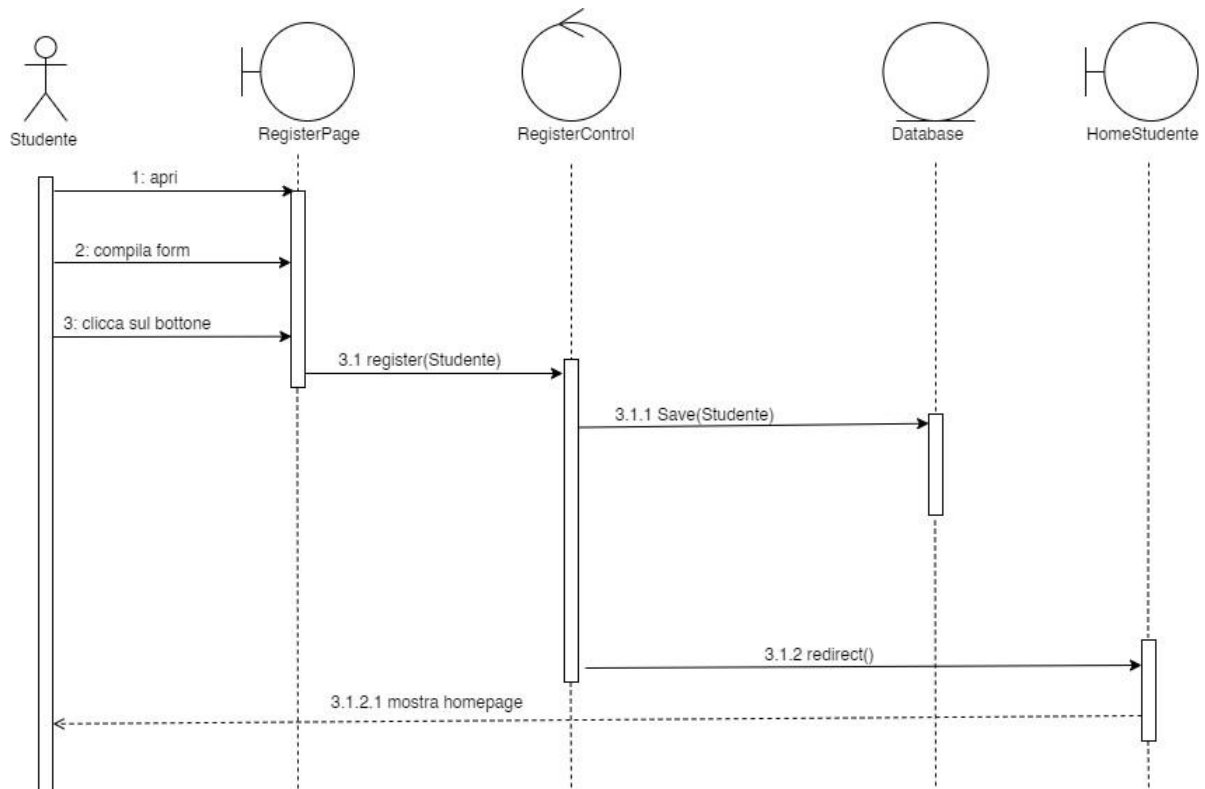 Studente
RegisterPage
RegisterControl
Database
HomeStudente
1: apri
2: compila form
3: clicca sul bottone
3.1 register(Studente)
3.1.1 Save(Studente)
3.1.2 redirect()
3.1.2.1 mostra homepage